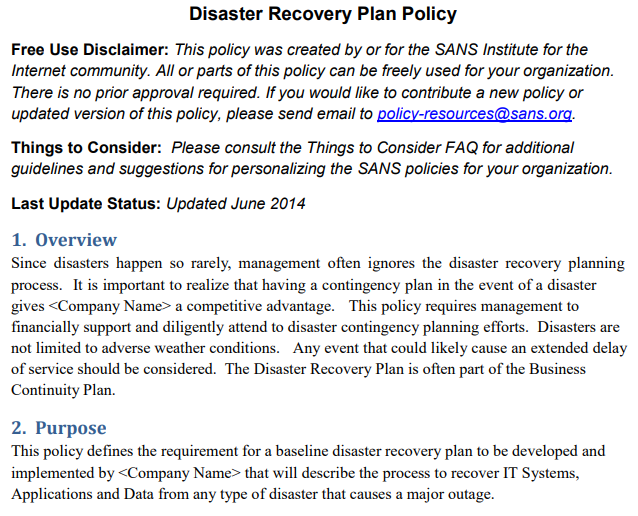 Disaster Recovery Plan Policy
Free Use Disclaimer: This policy was created by or for the SANS Institute for the
Internet community. All or parts of this policy can be freely used for your organization.
There is no prior approval required. If you would like to contribute a new policy or
updated version of this policy, please send email to policy-resources@sans.org.
Things to Consider: Please consult the Things to Consider FAQ for additional
guidelines and suggestions for personalizing the SANS policies for your organization.
Last Update Status: Updated June 2014
1. Overview
Since disasters happen so rarely, management often ignores the disaster recovery planning
process. It is important to realize that having a contingency plan in the event of a disaster
gives <Company Name> a competitive advantage. This policy requires management to
financially support and diligently attend to disaster contingency planning efforts. Disasters are
not limited to adverse weather conditions. Any event that could likely cause an extended delay
of service should be considered. The Disaster Recovery Plan is often part of the Business
Continuity Plan.
2. Purpose
This policy defines the requirement for a baseline disaster recovery plan to be developed and
implemented by <Company Name> that will describe the process to recover IT Systems,
Applications and Data from any type of disaster that causes a major outage.